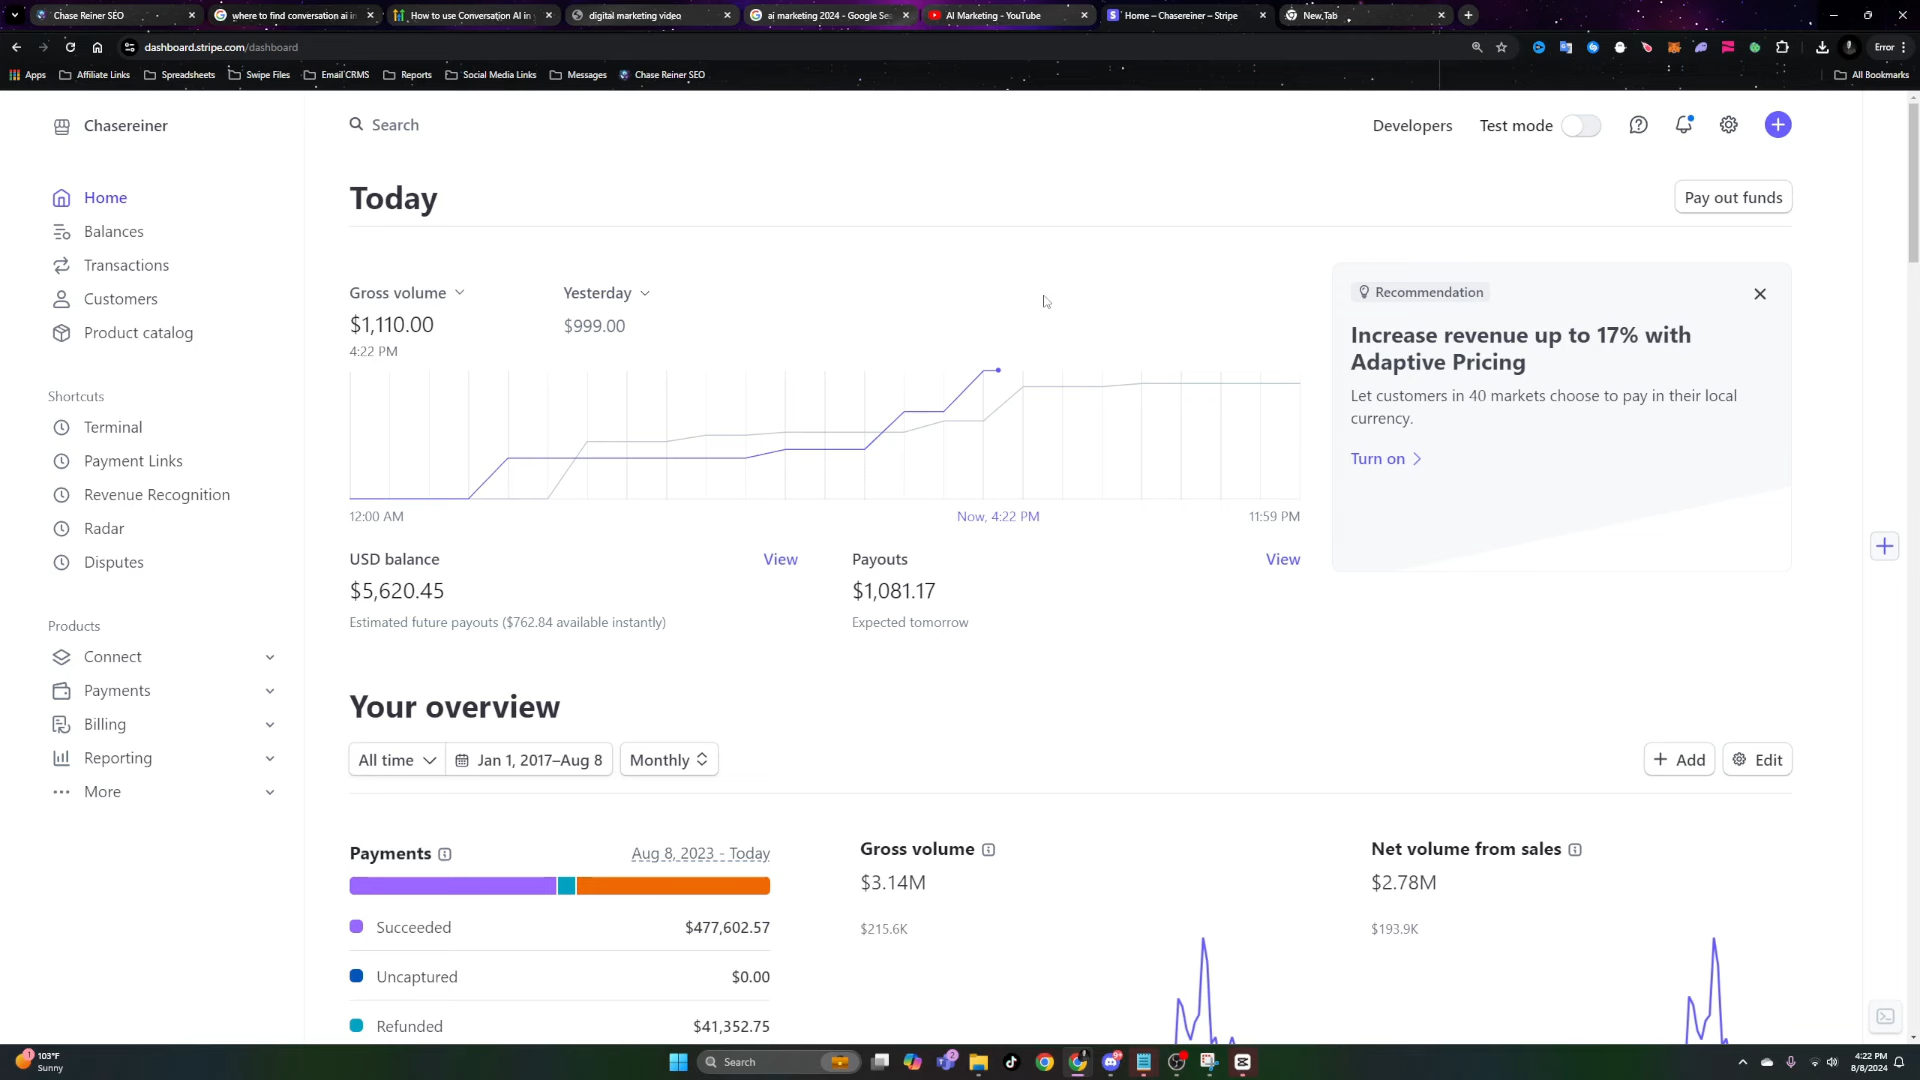 Chase Reiner SEO
where to find conversation ai in
How to use Conversation AI in y
digital marketing video
ai marketing 2024 - Google Sea
AI Marketing - YouTube
Home – Chasereiner – Stripe
New Tab
dashboard.stripe.com/dashboard
Error
Apps
Affiliate Links
Spreadsheets
Swipe Files
Email CRMS
Reports
Social Media Links
Messages
Chase Reiner SEO
All Bookmarks
Chasereiner
Search
Developers
Test mode
Home
Balances
Transactions
Customers
Product catalog
Shortcuts
Terminal
Payment Links
Revenue Recognition
Radar
Disputes
Products
Connect
Payments
Billing
Reporting
More
Today
Pay out funds
Gross volume
$1,110.00
4:22 PM
Yesterday
$999.00
12:00 AM
Now, 4:22 PM
11:59 PM
Recommendation
Increase revenue up to 17% with
Adaptive Pricing
Let customers in 40 markets choose to pay in their local
currency.
Turn on
USD balance
View
$5,620.45
Estimated future payouts ($762.84 available instantly)
Payouts
View
$1,081.17
Expected tomorrow
Your overview
All time
Jan 1, 2017–Aug 8
Monthly
Add
Edit
Payments
Aug 8, 2023 - Today
Succeeded
$477,602.57
Uncaptured
$0.00
Refunded
$41,352.75
Gross volume
$3.14M
$215.6K
Net volume from sales
$2.78M
$193.9K
103°F
Sunny
Search
4:22 PM
8/8/2024